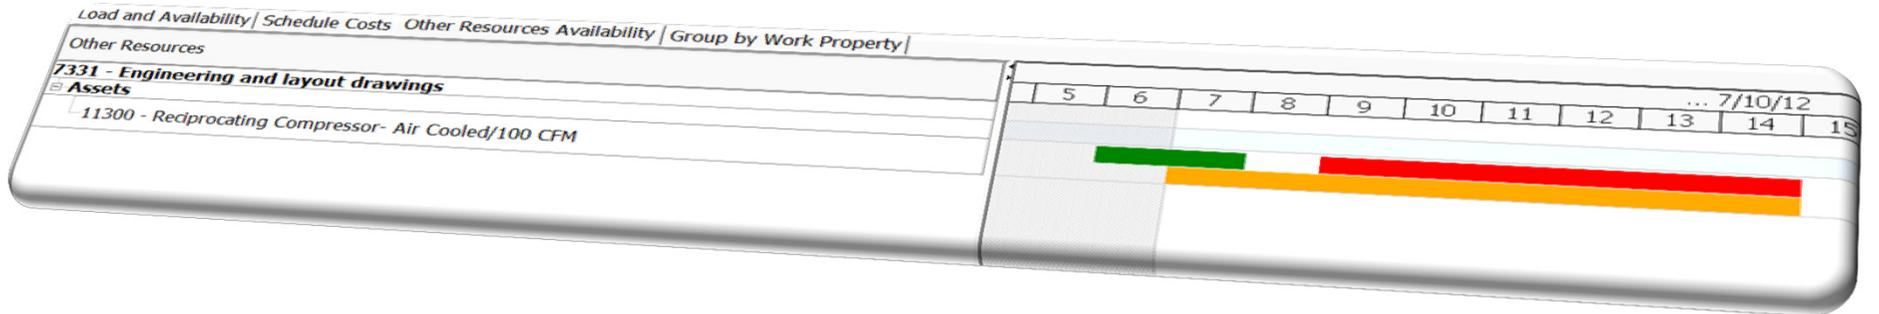 Load and Availability Schedule Costs Other Resources Availability Group by Work Property
Other Resources
7331 - Engineering and layout drawings
Assets
11300 - Reciprocating Compressor- Air Cooled/100 CFM
... 7/10/12
5 6 7 8 9 10 11 12 13 14 15